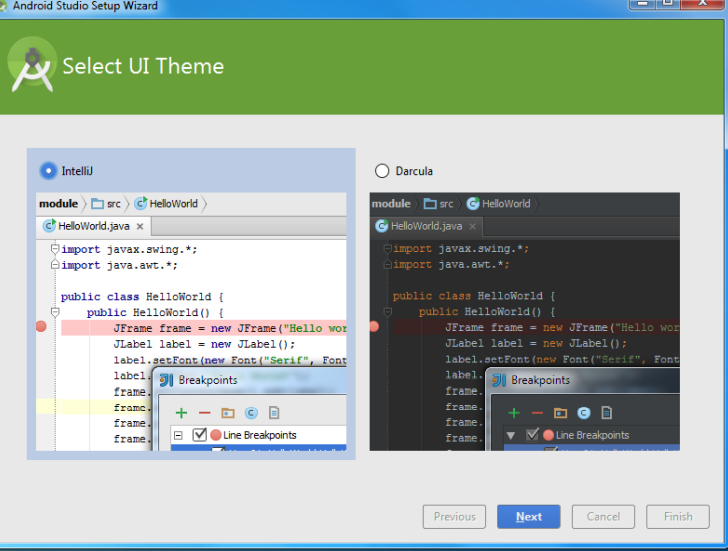 Android Studio Setup Wizard
Select UI Theme
IntelliJ
module src HelloWorld
HelloWorld.java ×
import javax.swing.*;
import java.awt.*;
public class HelloWorld {
public HelloWorld() {
JFrame frame = new JFrame("Hello wor
JLabel label = new JLabel();
label.setFont(new Font("Serif", Font
label.
frame.
frame.
frame.
frame.
Breakpoints
Line Breakpoints
Darcula
module src HelloWorld
HelloWorld.java ×
import javax.swing.*;
import java.awt.*;
public class HelloWorld {
public HelloWorld() {
JFrame frame = new JFrame("Hello wor
JLabel label = new JLabel();
label.setFont(new Font("Serif", Font
label.
frame.
frame.
frame.
frame.
Breakpoints
Line Breakpoints
Previous Next Cancel Finish